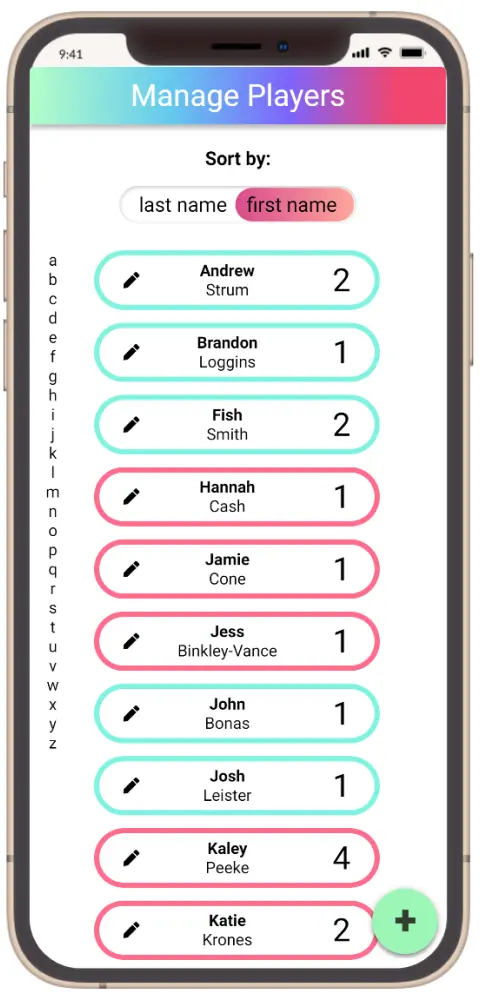 9:41
Manage Players
Sort by:
last name first name
a
b
c
d
e
f
g
h
i
j
k
l
m
n
o
p
q
r
s
t
u
v
w
x
y
z
Andrew
Strum
2
Brandon
Loggins
1
Fish
Smith
2
Hannah
Cash
1
Jamie
Cone
1
Jess
Binkley-Vance
1
John
Bonas
1
Josh
Leister
1
Kaley
Peeke
4
Katie
Krones
2
+